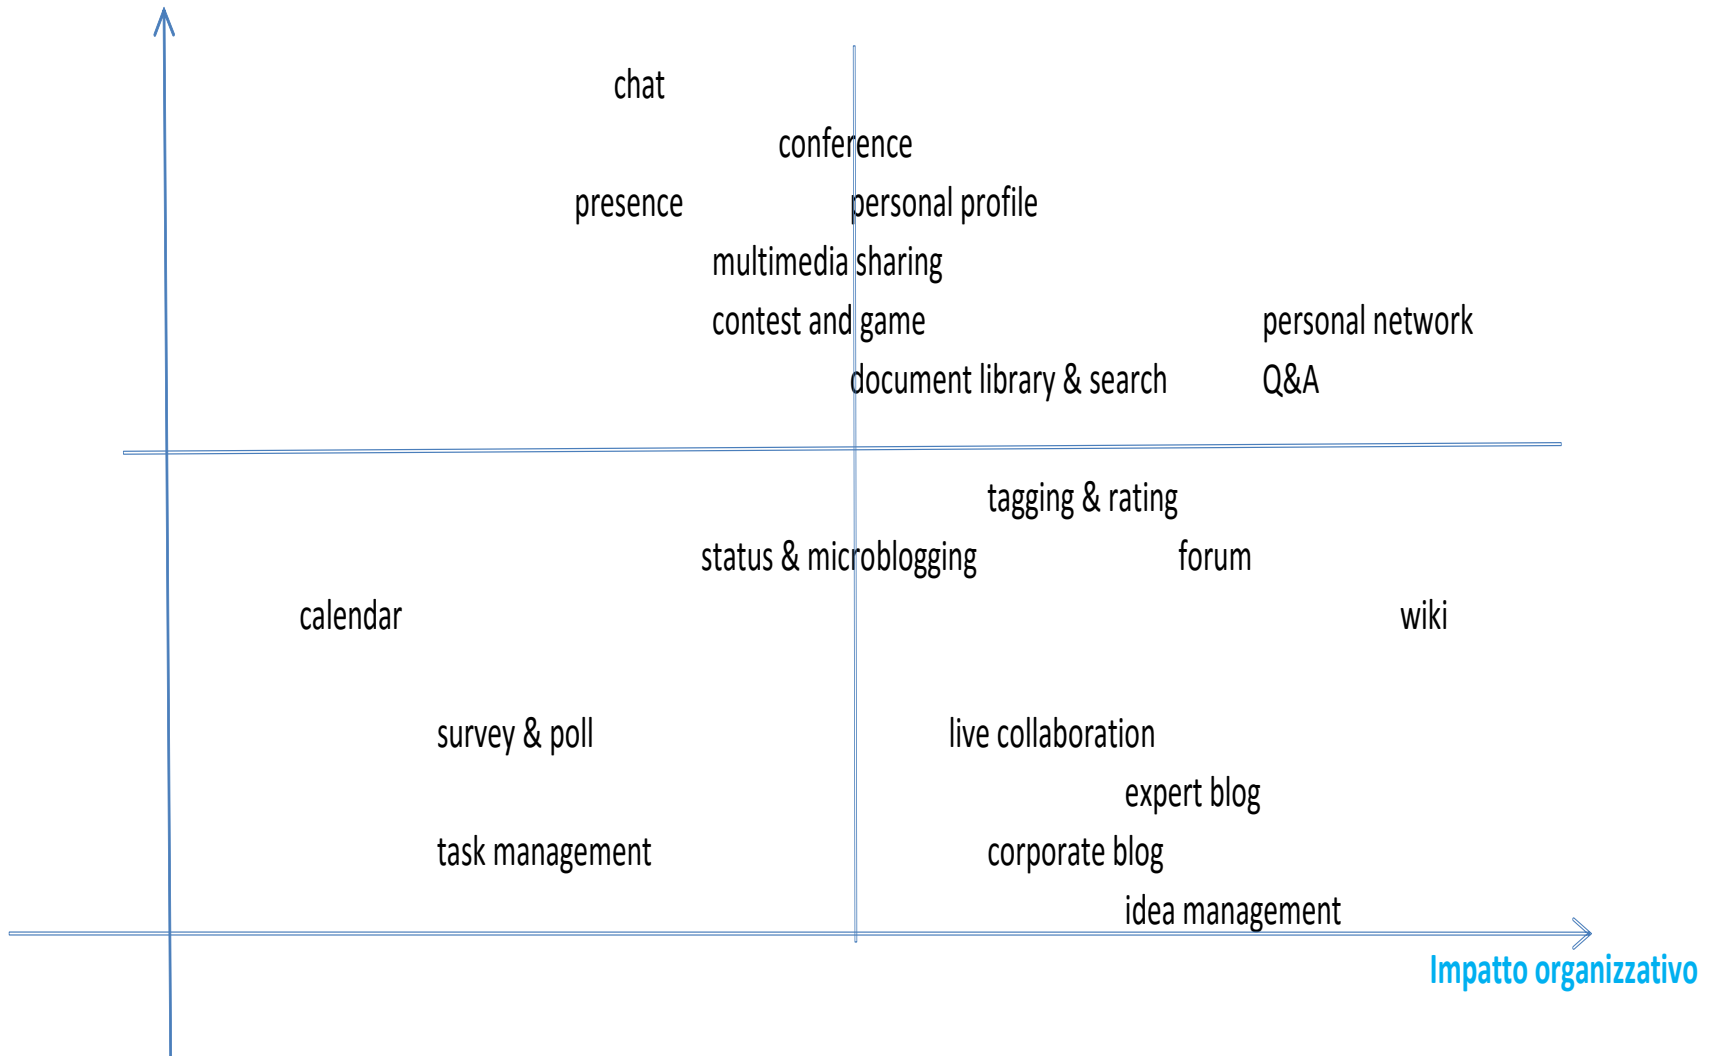 chat
conference
presence
personal profile
multimedia sharing
contest and game
personal network
document library & search
Q&A
tagging & rating
status & microblogging
forum
calendar
wiki
survey & poll
live collaboration
expert blog
task management
corporate blog
idea management
Impatto organizzativo